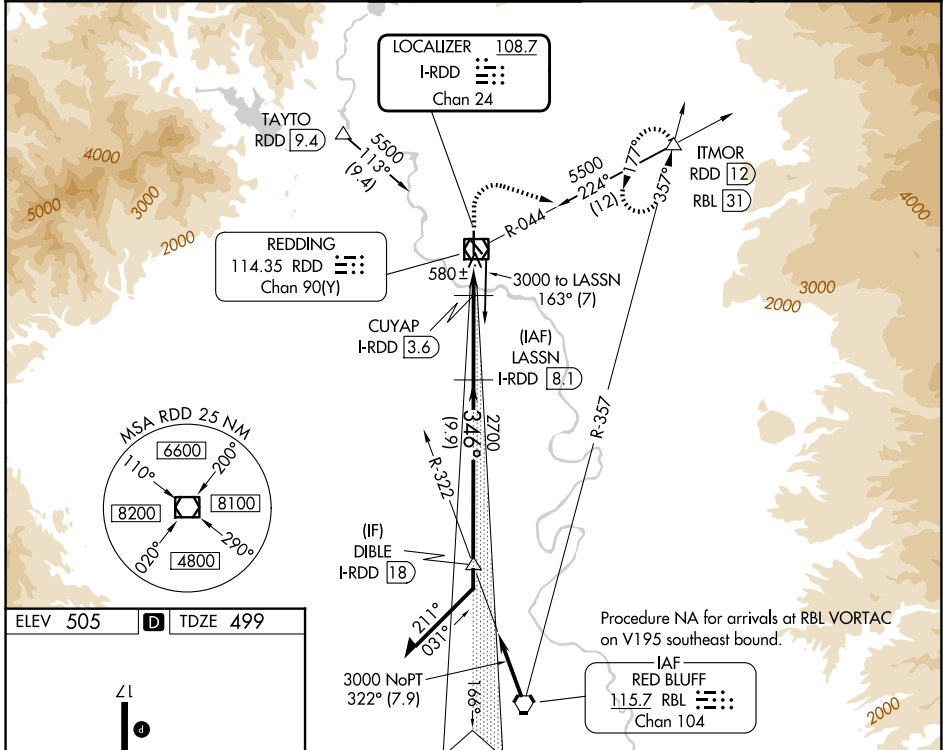 LOCALIZER 108.7
I-RDD
Chan 24
TAYTO
RDD 9.4
5500
113°
(9.4)
ITMOR
RDD 12
RBL 31
5500
224°
(12)
177°
357°
R-044
4000
5000
3000
2000
4000
3000
2000
REDDING
114.35 RDD
Chan 90(Y)
580±
3000 to LASSN
163° (7)
CUYAP
I-RDD 3.6
(IAF)
LASSN
I-RDD 8.1
R-357
2700
346°
(9.9)
R-322
MSA RDD 25 NM
6600
110°
200°
8200
8100
020°
290°
4800
(IF)
DIBLE
I-RDD 18
211°
031°
3000 NoPT
322° (7.9)
166°
Procedure NA for arrivals at RBL VORTAC
on V195 southeast bound.
IAF
RED BLUFF
115.7 RBL
Chan 104
2000
ELEV 505 D TDZE 499
17
P